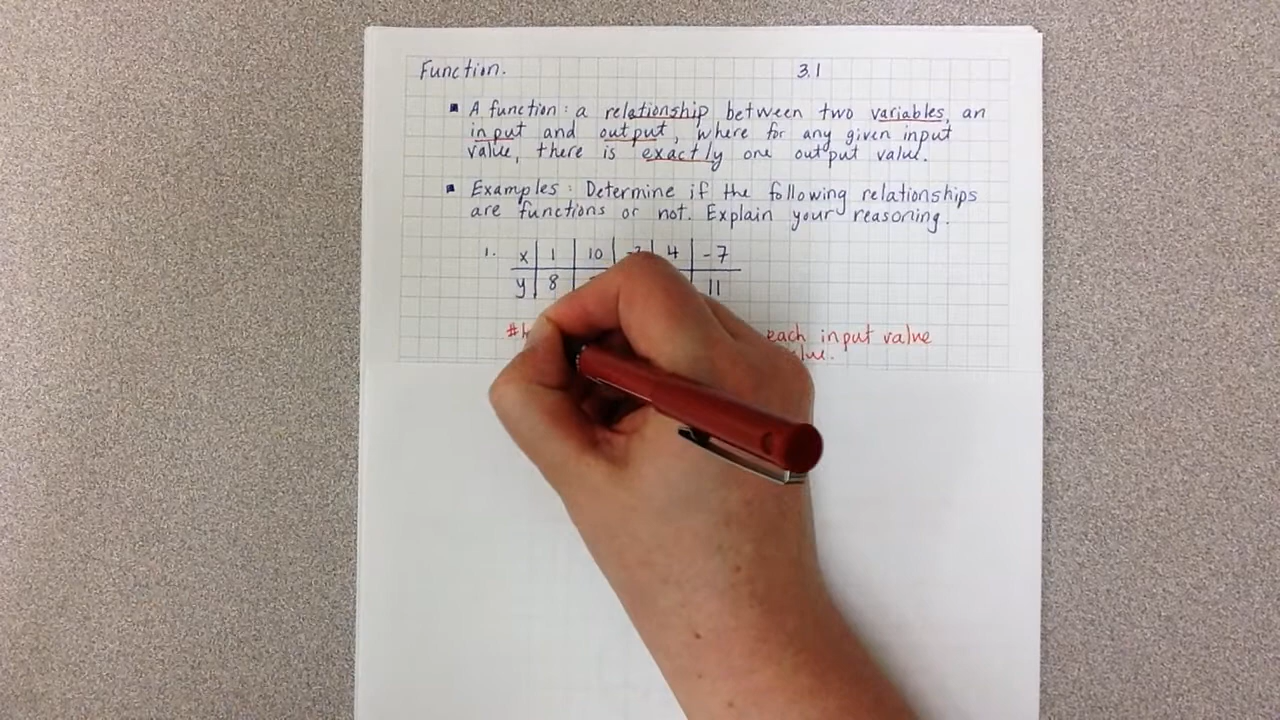 Function. 3.1
▪ A function: a relationship between two variables, an
input and output, where for any given input
value, there is exactly one output value.
▪ Examples: Determine if the following relationships
are functions or not. Explain your reasoning.
1. x 1 10 4 -7
y 8 11
each input value